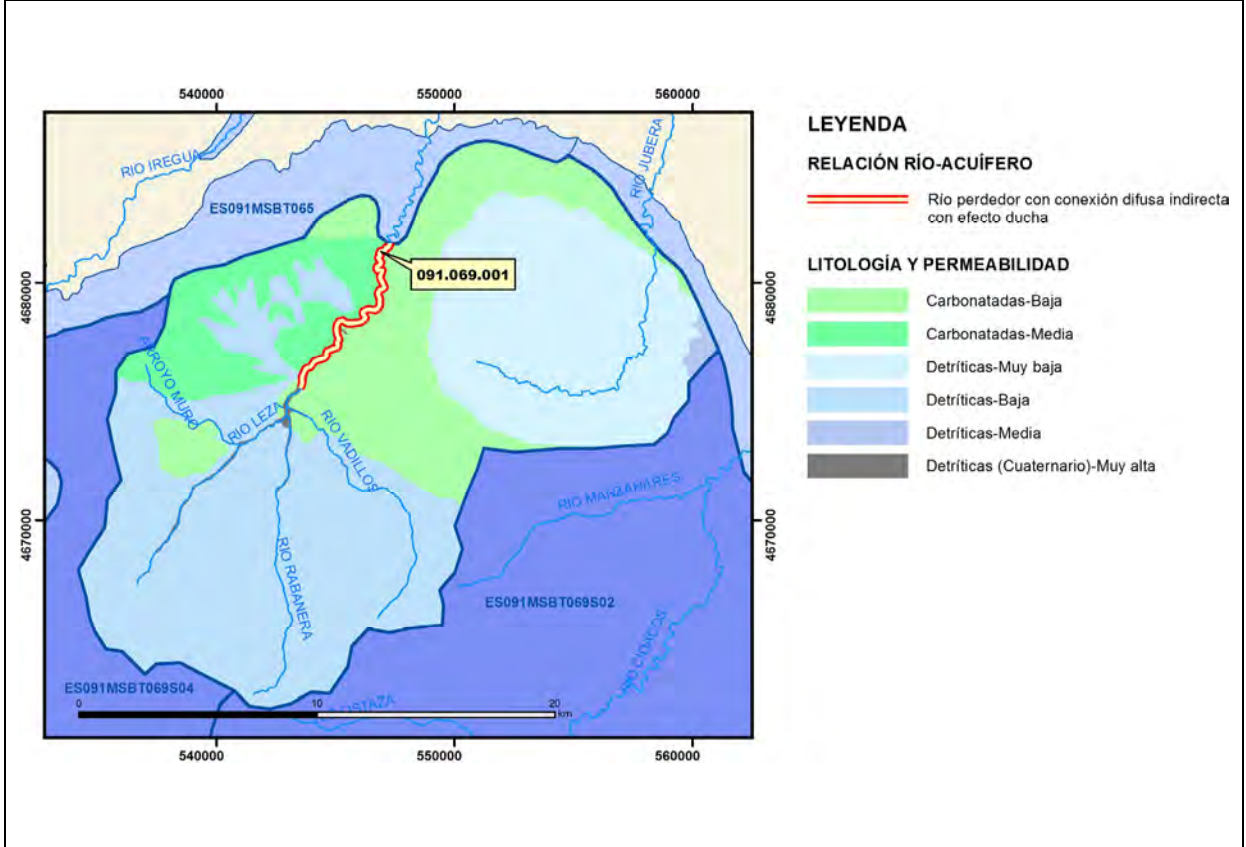 540000
550000
560000
LEYENDA
RELACIÓN RÍO-ACUÍFERO
Río perdedor con conexión difusa indirecta
con efecto ducha
LITOLOGÍA Y PERMEABILIDAD
Carbonatadas-Baja
Carbonatadas-Media
Detríticas-Muy baja
Detríticas-Baja
Detríticas-Media
Detríticas (Cuaternario)-Muy alta
RIO IREGUA
RIO JUBERA
ES091MSBT065
091.069.001
4680000
4680000
ARROYO MURO
RIO LEZA
RIO VADILLOS
RIO MANZANARES
4670000
4670000
RIO RABANERA
ES091MSBT069S02
RIO CIDACOS
ES091MSBT069S04
OSTAZA
0
10
20
km
540000
550000
560000